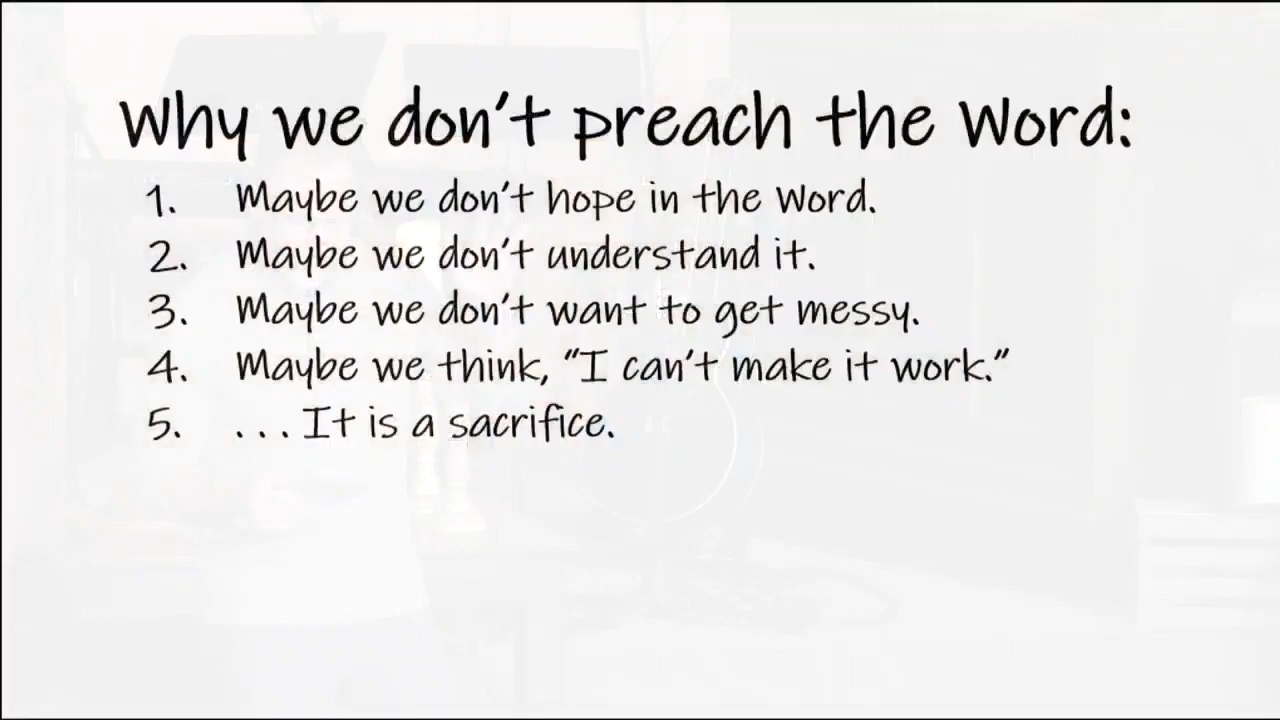 Why we don't preach the Word:
1. Maybe we don't hope in the Word.
2. Maybe we don't understand it.
3. Maybe we don't want to get messy.
4. Maybe we think, "I can't make it work."
5. . . . It is a sacrifice.